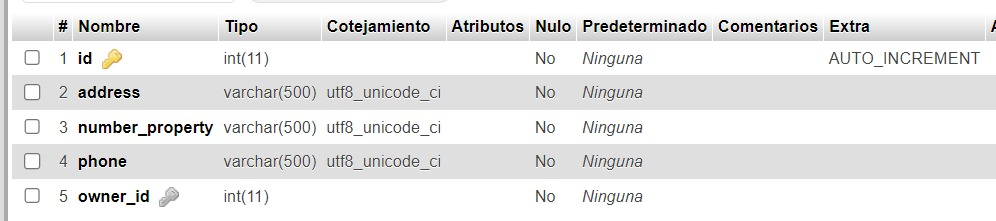 # Nombre Tipo Cotejamiento Atributos Nulo Predeterminado Comentarios Extra
1 id int(11) No Ninguna AUTO_INCREMENT
2 address varchar(500) utf8_unicode_ci No Ninguna
3 number_property varchar(500) utf8_unicode_ci No Ninguna
4 phone varchar(500) utf8_unicode_ci No Ninguna
5 owner_id int(11) No Ninguna